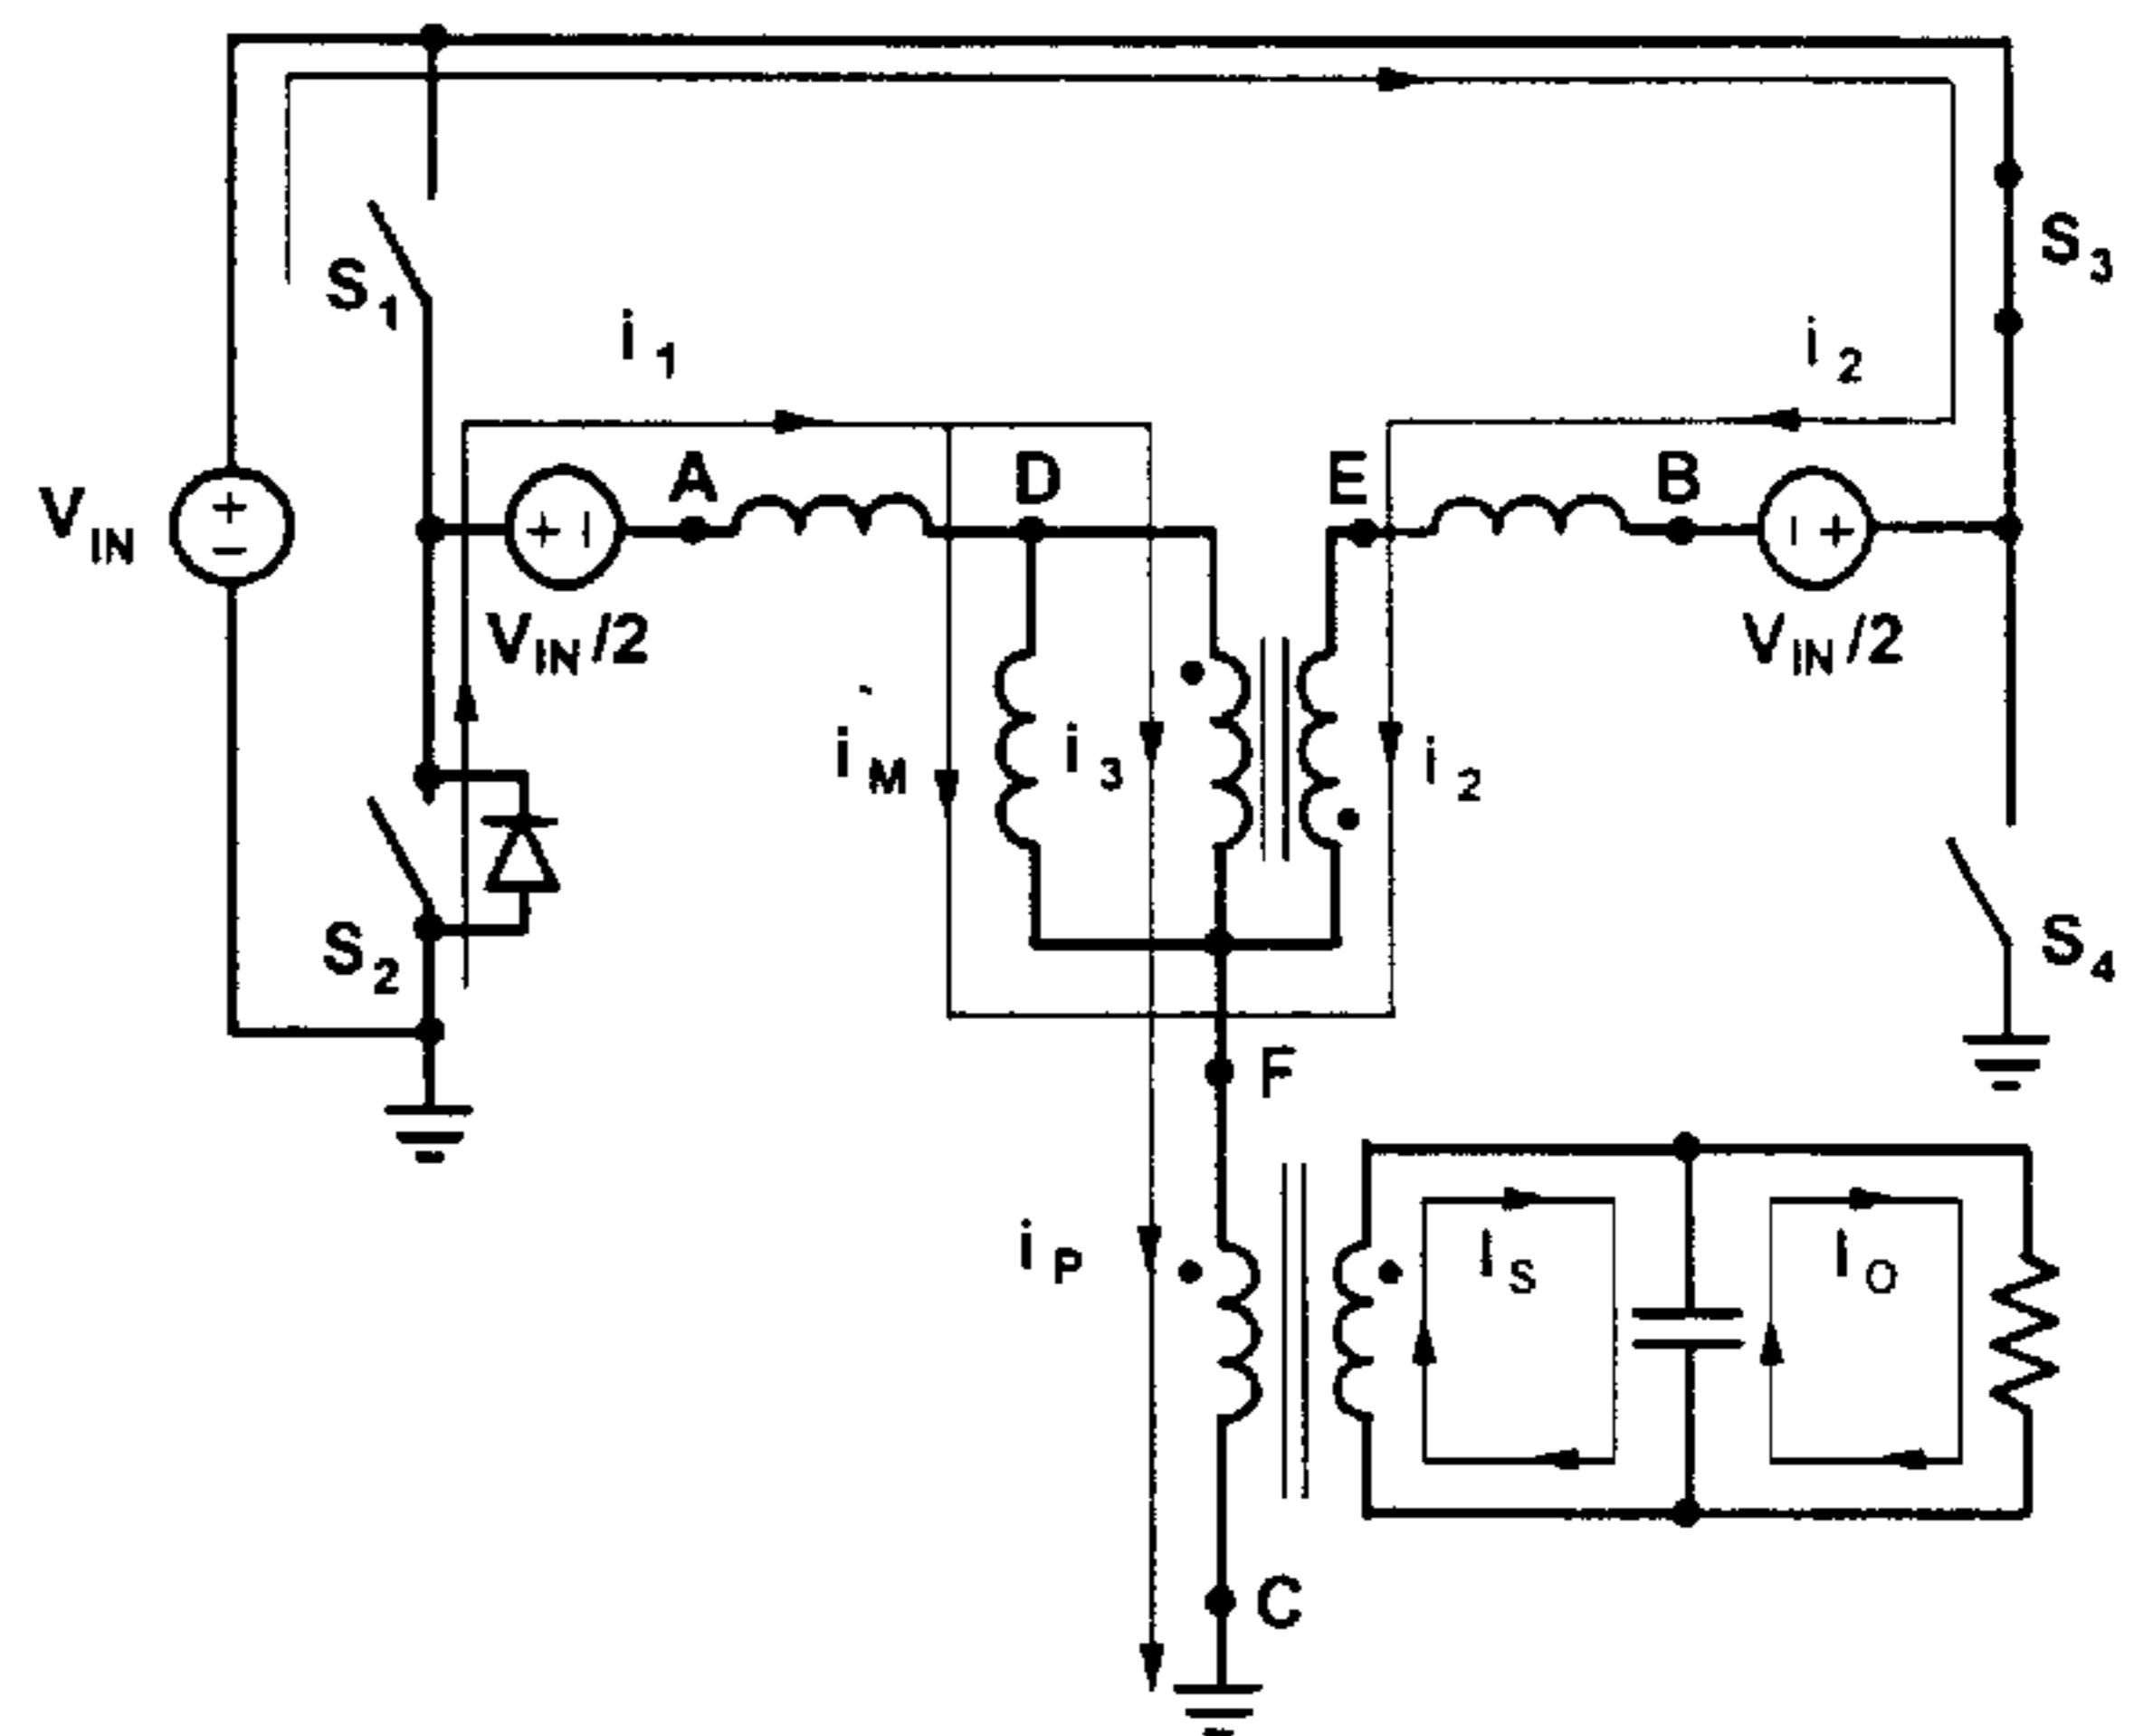 S1
S3
i1
i2
VIN
+
−
A
D
E
B
+ −
− +
VIN/2
VIN/2
iM
i3
i2
S2
S4
F
iP
IS
IO
C